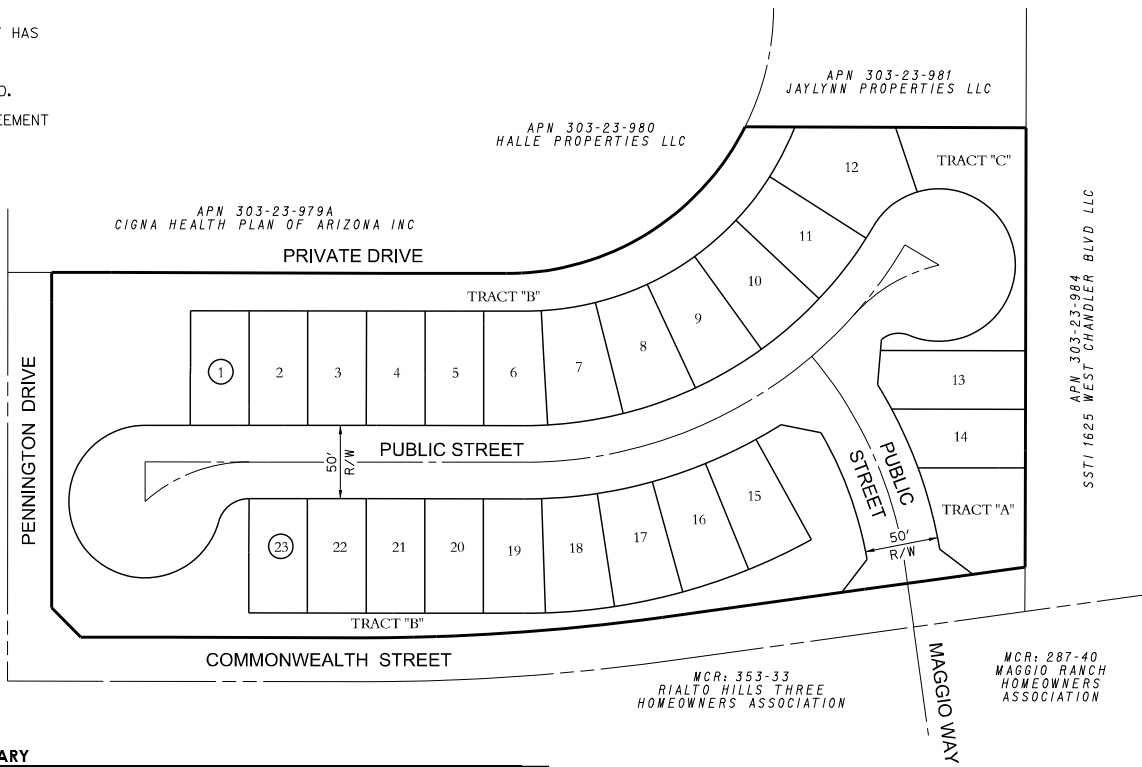 HAS
D.
EEMENT
APN 303-23-981
JAYLYNN PROPERTIES LLC
APN 303-23-980
HALLE PROPERTIES LLC
APN 303-23-979A
CIGNA HEALTH PLAN OF ARIZONA INC
PRIVATE DRIVE
TRACT "B"
TRACT "C"
12
11
10
9
8
7
6
5
4
3
2
1
13
14
PENNINGTON DRIVE
PUBLIC STREET
50'
R/W
PUBLIC
STREET
APN 303-23-984
SSTI 1625 WEST CHANDLER BLVD LLC
15
16
17
18
19
20
21
22
23
TRACT "A"
50'
R/W
TRACT "B"
COMMONWEALTH STREET
MAGGIO WAY
MCR: 353-33
RIALTO HILLS THREE
HOMEOWNERS ASSOCIATION
MCR: 287-40
MAGGIO RANCH
HOMEOWNERS
ASSOCIATION
ARY